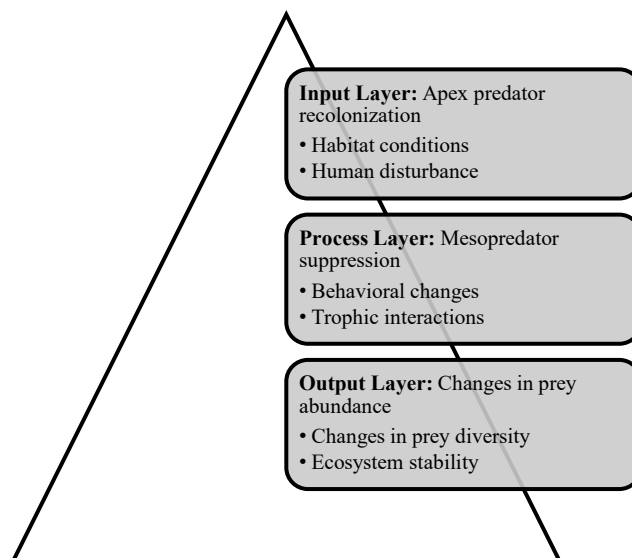 Input Layer: Apex predator
recolonization
• Habitat conditions
• Human disturbance
Process Layer: Mesopredator
suppression
• Behavioral changes
• Trophic interactions
Output Layer: Changes in prey
abundance
• Changes in prey diversity
• Ecosystem stability